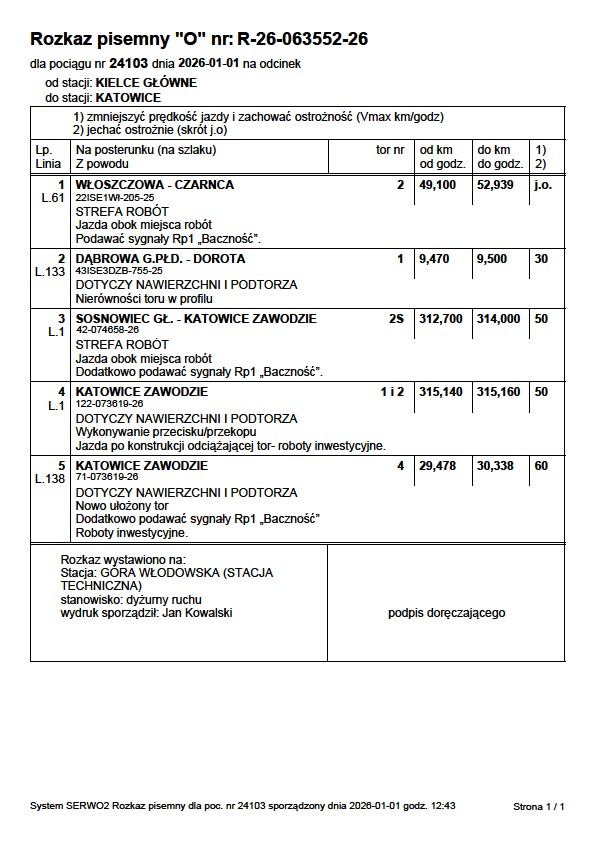 Rozkaz pisemny "O" nr: R-26-063552-26
dla pociągu nr 24103 dnia 2026-01-01 na odcinek
od stacji: KIELCE GŁÓWNE
do stacji: KATOWICE
1) zmniejszyć prędkość jazdy i zachować ostrożność (Vmax km/godz)
2) jechać ostrożnie (skrót j.o)
Lp. Na posterunku (na szlaku) tor nr od km do km 1)
Linia Z powodu od godz. do godz. 2)
1 WŁOSZCZOWA - CZARNCA 2 49,100 52,939 j.o.
L.61 22ISE1WI-205-25
STREFA ROBÓT
Jazda obok miejsca robót
Podawać sygnały Rp1 „Baczność”.
2 DĄBROWA G.PŁD. - DOROTA 1 9,470 9,500 30
L.133 43ISE3DZB-755-25
DOTYCZY NAWIERZCHNI I PODTORZA
Nierówności toru w profilu
3 SOSNOWIEC GŁ. - KATOWICE ZAWODZIE 2S 312,700 314,000 50
L.1 42-074658-26
STREFA ROBÓT
Jazda obok miejsca robót
Dodatkowo podawać sygnały Rp1 „Baczność”.
4 KATOWICE ZAWODZIE 1 i 2 315,140 315,160 50
L.1 122-073619-26
DOTYCZY NAWIERZCHNI I PODTORZA
Wykonywanie przecisku/przekopu
Jazda po konstrukcji odciążającej tor- roboty inwestycyjne.
5 KATOWICE ZAWODZIE 4 29,478 30,338 60
L.138 71-073619-26
DOTYCZY NAWIERZCHNI I PODTORZA
Nowo ułożony tor
Dodatkowo podawać sygnały Rp1 „Baczność”
Roboty inwestycyjne.
Rozkaz wystawiono na:
Stacja: GÓRA WŁODOWSKA (STACJA
TECHNICZNA)
stanowisko: dyżurny ruchu
wydruk sporządził: Jan Kowalski podpis doręczającego
System SERWO2 Rozkaz pisemny dla poc. nr 24103 sporządzony dnia 2026-01-01 godz. 12:43 Strona 1 / 1